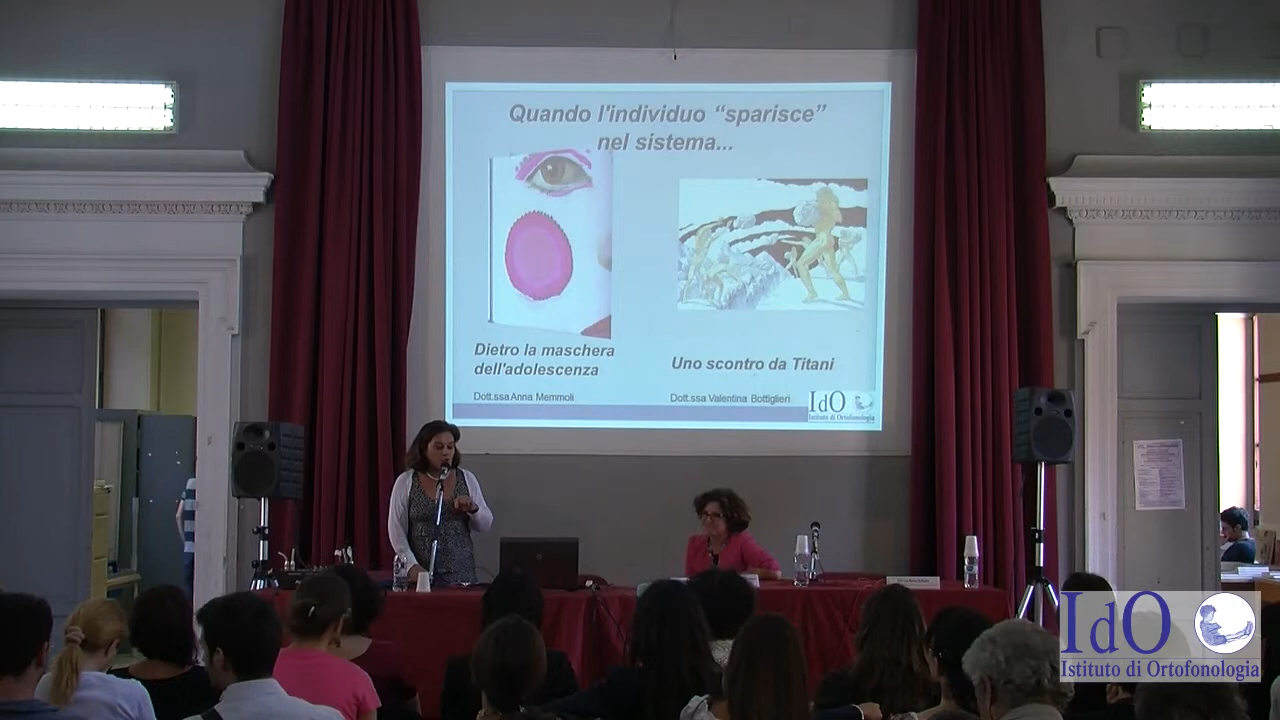 Quando l'individuo “sparisce”
nel sistema...
Dietro la maschera
dell'adolescenza
Uno scontro da Titani
Dott.ssa Anna Memmoli
Dott.ssa Valentina Bottiglieri
IdO
Istituto di Ortofonologia
IdO
Istituto di Ortofonologia